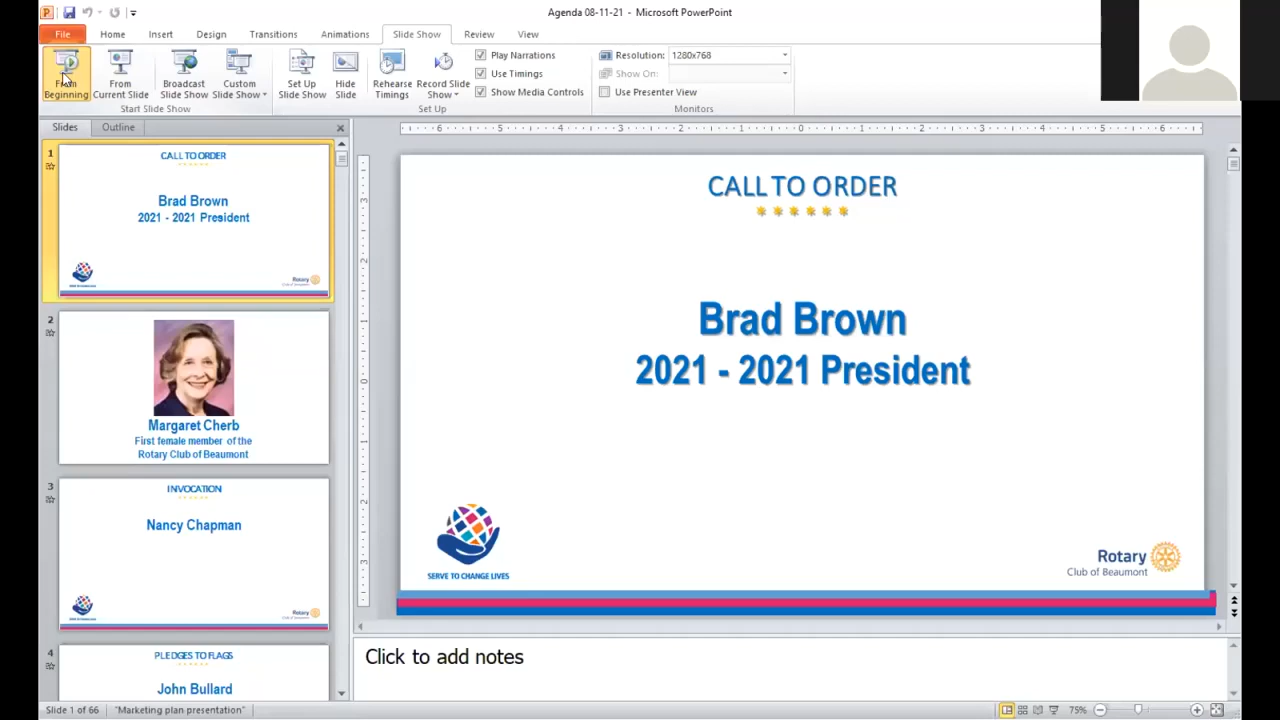 Agenda 08-11-21 - Microsoft PowerPoint
File Home Insert Design Transitions Animations Slide Show Review View
From Beginning
From Current Slide
Broadcast Slide Show
Custom Slide Show
Set Up Slide Show
Hide Slide
Rehearse Timings
Record Slide Show
Play Narrations
Use Timings
Show Media Controls
Resolution: 1280x768
Show On:
Use Presenter View
Start Slide Show
Set Up
Monitors
Slides Outline
1
CALL TO ORDER
Brad Brown
2021 - 2021 President
Rotary
2
Margaret Cherb
First female member of the
Rotary Club of Beaumont
3
INVOCATION
Nancy Chapman
Rotary
4
PLEDGES TO FLAGS
John Bullard
CALL TO ORDER
Brad Brown
2021 - 2021 President
SERVE TO CHANGE LIVES
Rotary
Club of Beaumont
Click to add notes
Slide 1 of 66 "Marketing plan presentation" 75%